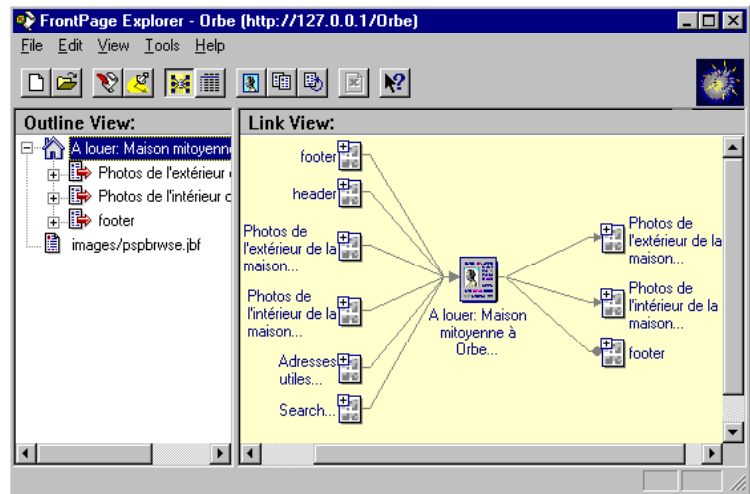 FrontPage Explorer - Orbe (http://127.0.0.1/Orbe)
File Edit View Tools Help
Outline View:
A louer: Maison mitoyenn
Photos de l'extérieur
Photos de l'intérieur c
footer
images/pspbrwse.jbf
Link View:
footer
header
Photos de
l'extérieur de la
maison...
Photos de
l'intérieur de la
maison...
Adresses
utiles...
Search...
A louer: Maison
mitoyenne à
Orbe...
Photos de
l'extérieur de la
maison...
Photos de
l'intérieur de la
maison...
footer